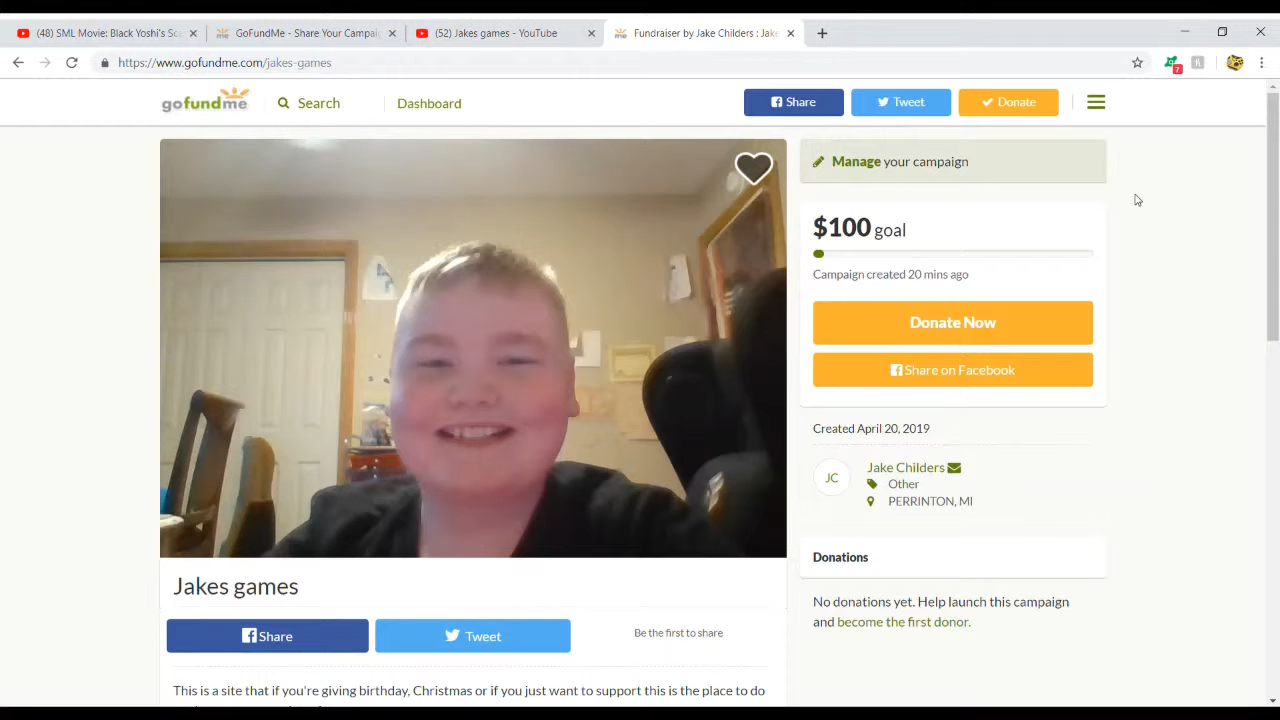 (48) SML Movie: Black Yoshi's Sc
GoFundMe - Share Your Campai
(52) Jakes games - YouTube
Fundraiser by Jake Childers : Jake
https://www.gofundme.com/jakes-games
7
gofundme
Search
Dashboard
Share
Tweet
Donate
Manage your campaign
$100 goal
Campaign created 20 mins ago
Donate Now
Share on Facebook
Created April 20, 2019
JC
Jake Childers
Other
PERRINTON, MI
Donations
No donations yet. Help launch this campaign
and become the first donor.
Jakes games
Share
Tweet
Be the first to share
This is a site that if you're giving birthday, Christmas or if you just want to support this is the place to do